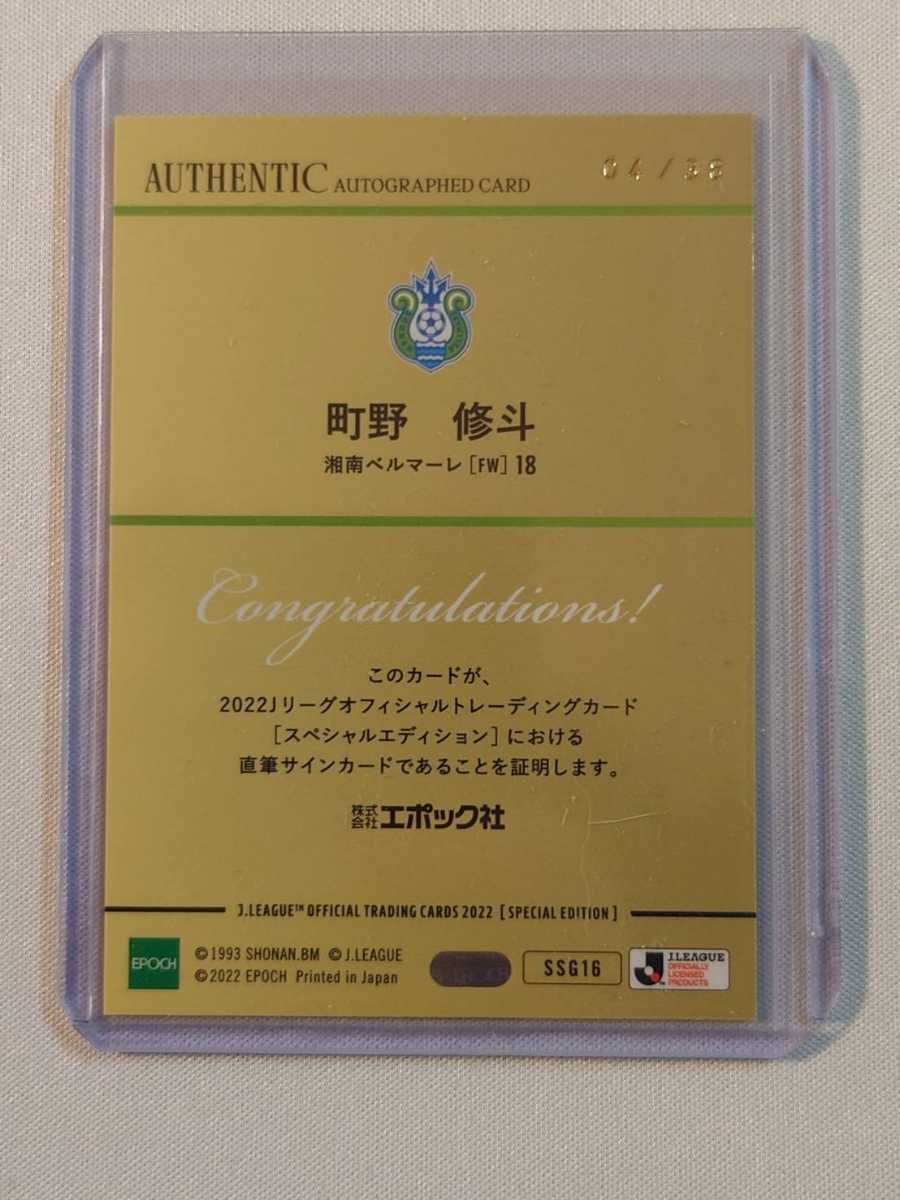 AUTHENTIC AUTOGRAPHED CARD
04/36
町野 修斗
湘南ベルマーレ [FW] 18
Congratulations!
このカードが、
2022Jリーグオフィシャルトレーディングカード
[スペシャルエディション] における
直筆サインカードであることを証明します。
株式会社エポック社
J.LEAGUE™ OFFICIAL TRADING CARDS 2022 [ SPECIAL EDITION ]
EPOCH
©1993 SHONAN.BM © J.LEAGUE
©2022 EPOCH Printed in Japan
SSG16
J.LEAGUE
OFFICIALLY
LICENSED
PRODUCTS